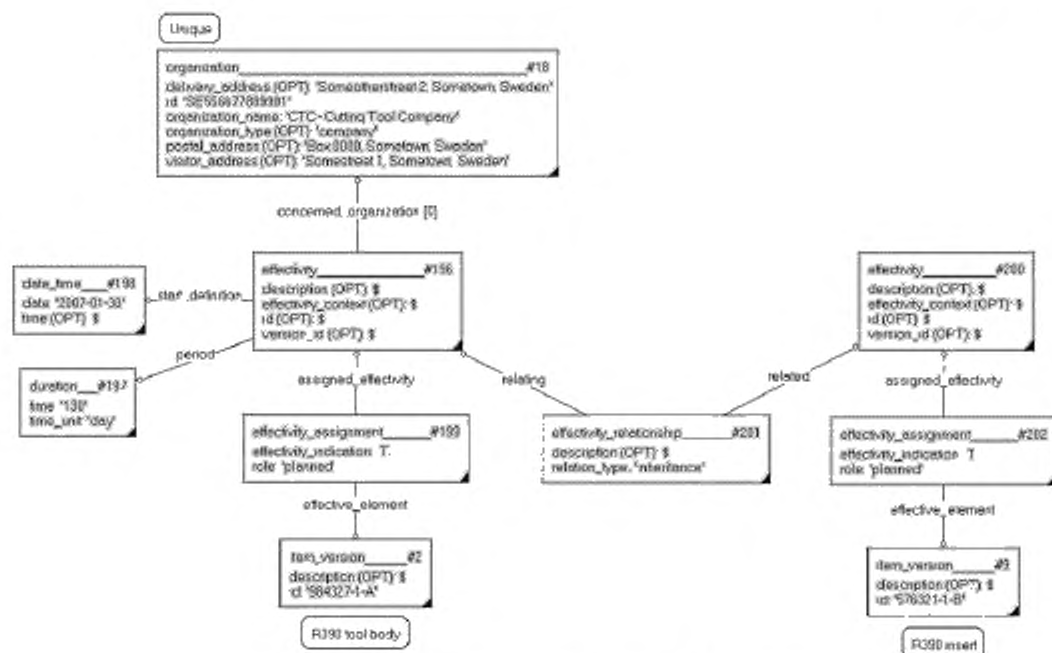 Unique
organization #18
delivery_address (OPT): "Someotherstreet 2, Sometown, Sweden"
organization_name: "CTC - Cutting Tool Company"
organization_type (OPT): "company"
postal_address (OPT): "Box 0000, Sometown, Sweden"
visitor_address (OPT): "Somestreet 1, Sometown, Sweden"
concerned_organization [0]
date_time #198
date "2007-01-30"
time (OPT) $
start_definition
effectivity #196
description (OPT): $
effectivity_context (OPT): $
id (OPT): $
version_id (OPT): $
effectivity #200
description (OPT): $
effectivity_context (OPT): $
id (OPT) $
version_id (OPT): $
period
duration #197
time "130"
time_unit "day"
assigned_effectivity
relating
related
assigned_effectivity
effectivity_assignment #199
effectivity_indication T.
role: 'planned'
effectivity_relationship #201
description (OPT) $
relation_type: "inheritance"
effectivity_assignment #202
effectivity_indication T
role: 'planned'
effective_element
effective_element
item_version #2
description (OPT): $
id: "984327-1-A"
R390 tool body
item_version #9
description (OPT): $
id: "576321-1-B"
R390 insert